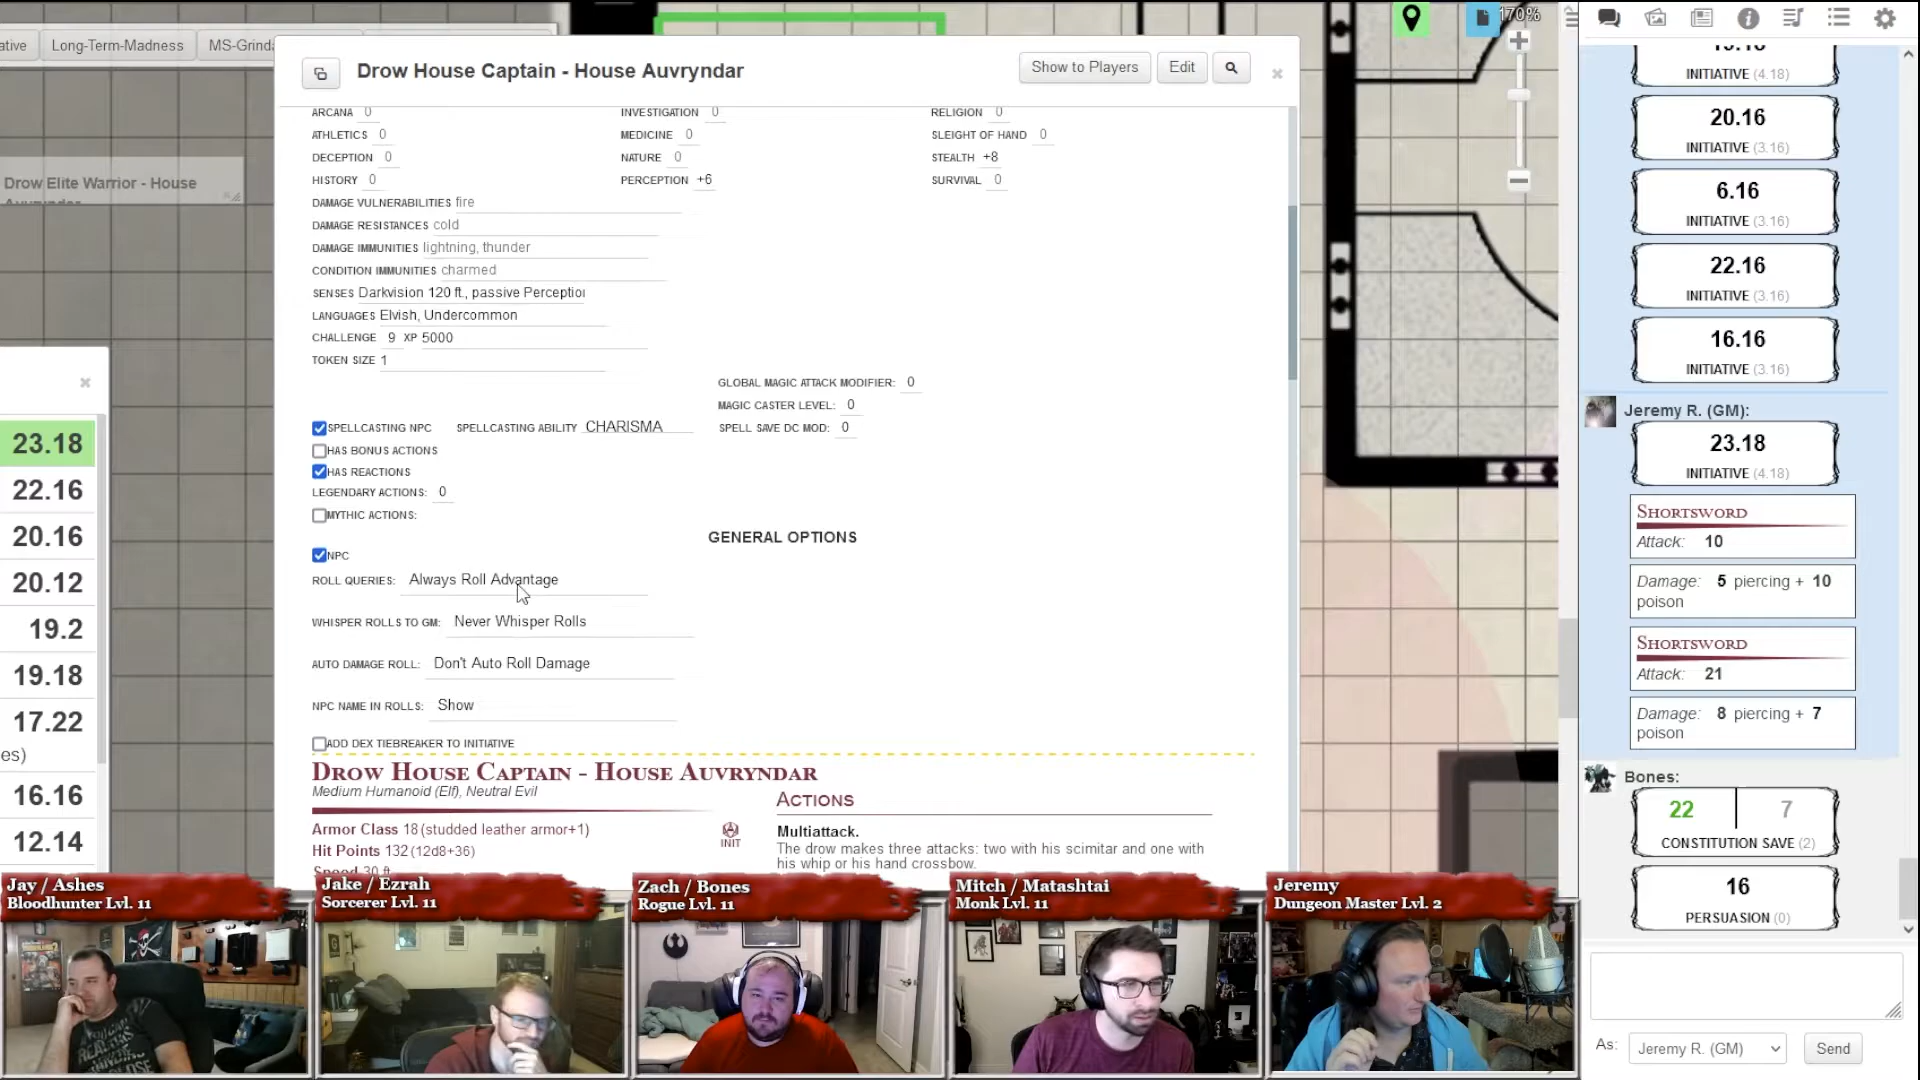 ative
Long-Term-Madness
MS-Grinda
Drow Elite Warrior - House
Auvryndar
23.18
22.16
20.16
20.12
19.2
19.18
17.22
es)
16.16
12.14
Drow House Captain - House Auvryndar
Show to Players
Edit
ARCANA 0
INVESTIGATION 0
RELIGION 0
ATHLETICS 0
MEDICINE 0
SLEIGHT OF HAND 0
DECEPTION 0
NATURE 0
STEALTH +8
HISTORY 0
PERCEPTION +6
SURVIVAL 0
DAMAGE VULNERABILITIES fire
DAMAGE RESISTANCES cold
DAMAGE IMMUNITIES lightning, thunder
CONDITION IMMUNITIES charmed
SENSES Darkvision 120 ft., passive Perceptio
LANGUAGES Elvish, Undercommon
CHALLENGE 9 XP 5000
TOKEN SIZE 1
GLOBAL MAGIC ATTACK MODIFIER: 0
MAGIC CASTER LEVEL: 0
SPELLCASTING NPC SPELLCASTING ABILITY CHARISMA SPELL SAVE DC MOD: 0
HAS BONUS ACTIONS
HAS REACTIONS
LEGENDARY ACTIONS: 0
MYTHIC ACTIONS:
GENERAL OPTIONS
NPC
ROLL QUERIES: Always Roll Advantage
WHISPER ROLLS TO GM: Never Whisper Rolls
AUTO DAMAGE ROLL: Don't Auto Roll Damage
NPC NAME IN ROLLS: Show
ADD DEX TIEBREAKER TO INITIATIVE
DROW HOUSE CAPTAIN - HOUSE AUVRYNDAR
Medium Humanoid (Elf), Neutral Evil
Armor Class 18 (studded leather armor+1)
INIT
Hit Points 132 (12d8+36)
Speed 30 ft.
ACTIONS
Multiattack.
The drow makes three attacks: two with his scimitar and one with
his whip or his hand crossbow.
170%
19.18
INITIATIVE (4.18)
20.16
INITIATIVE (3.16)
6.16
INITIATIVE (3.16)
22.16
INITIATIVE (3.16)
16.16
INITIATIVE (3.16)
Jeremy R. (GM):
23.18
INITIATIVE (4.18)
SHORTSWORD
Attack: 10
Damage: 5 piercing + 10
poison
SHORTSWORD
Attack: 21
Damage: 8 piercing + 7
poison
Bones:
22 7
CONSTITUTION SAVE (2)
16
PERSUASION (0)
As: Jeremy R. (GM)
Send
Jay / Ashes
Bloodhunter Lvl. 11
Jake / Ezrah
Sorcerer Lvl. 11
Zach / Bones
Rogue Lvl. 11
Mitch / Matashtai
Monk Lvl. 11
Jeremy
Dungeon Master Lvl. 2